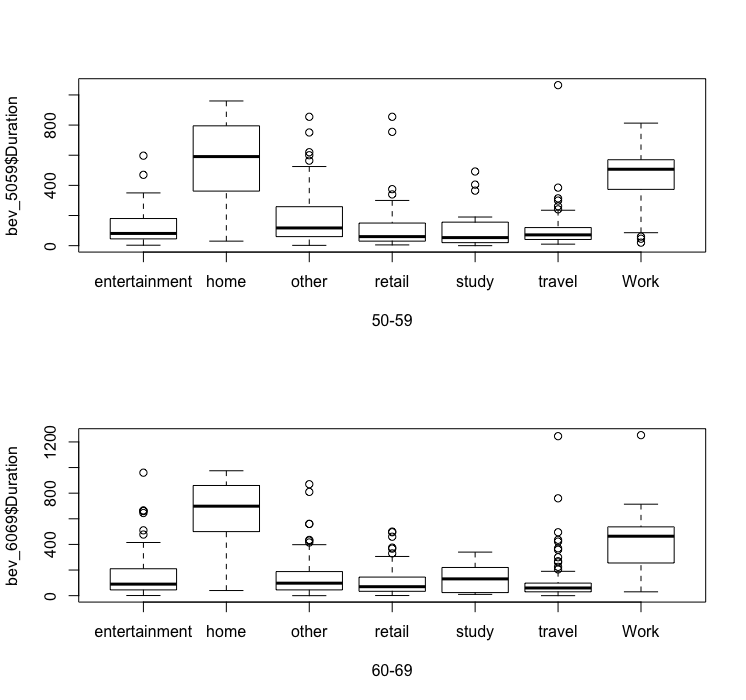 bev_5059$Duration
800
400
0
entertainment home other retail study travel Work
50-59
bev_6069$Duration
1200
800
400
0
entertainment home other retail study travel Work
60-69